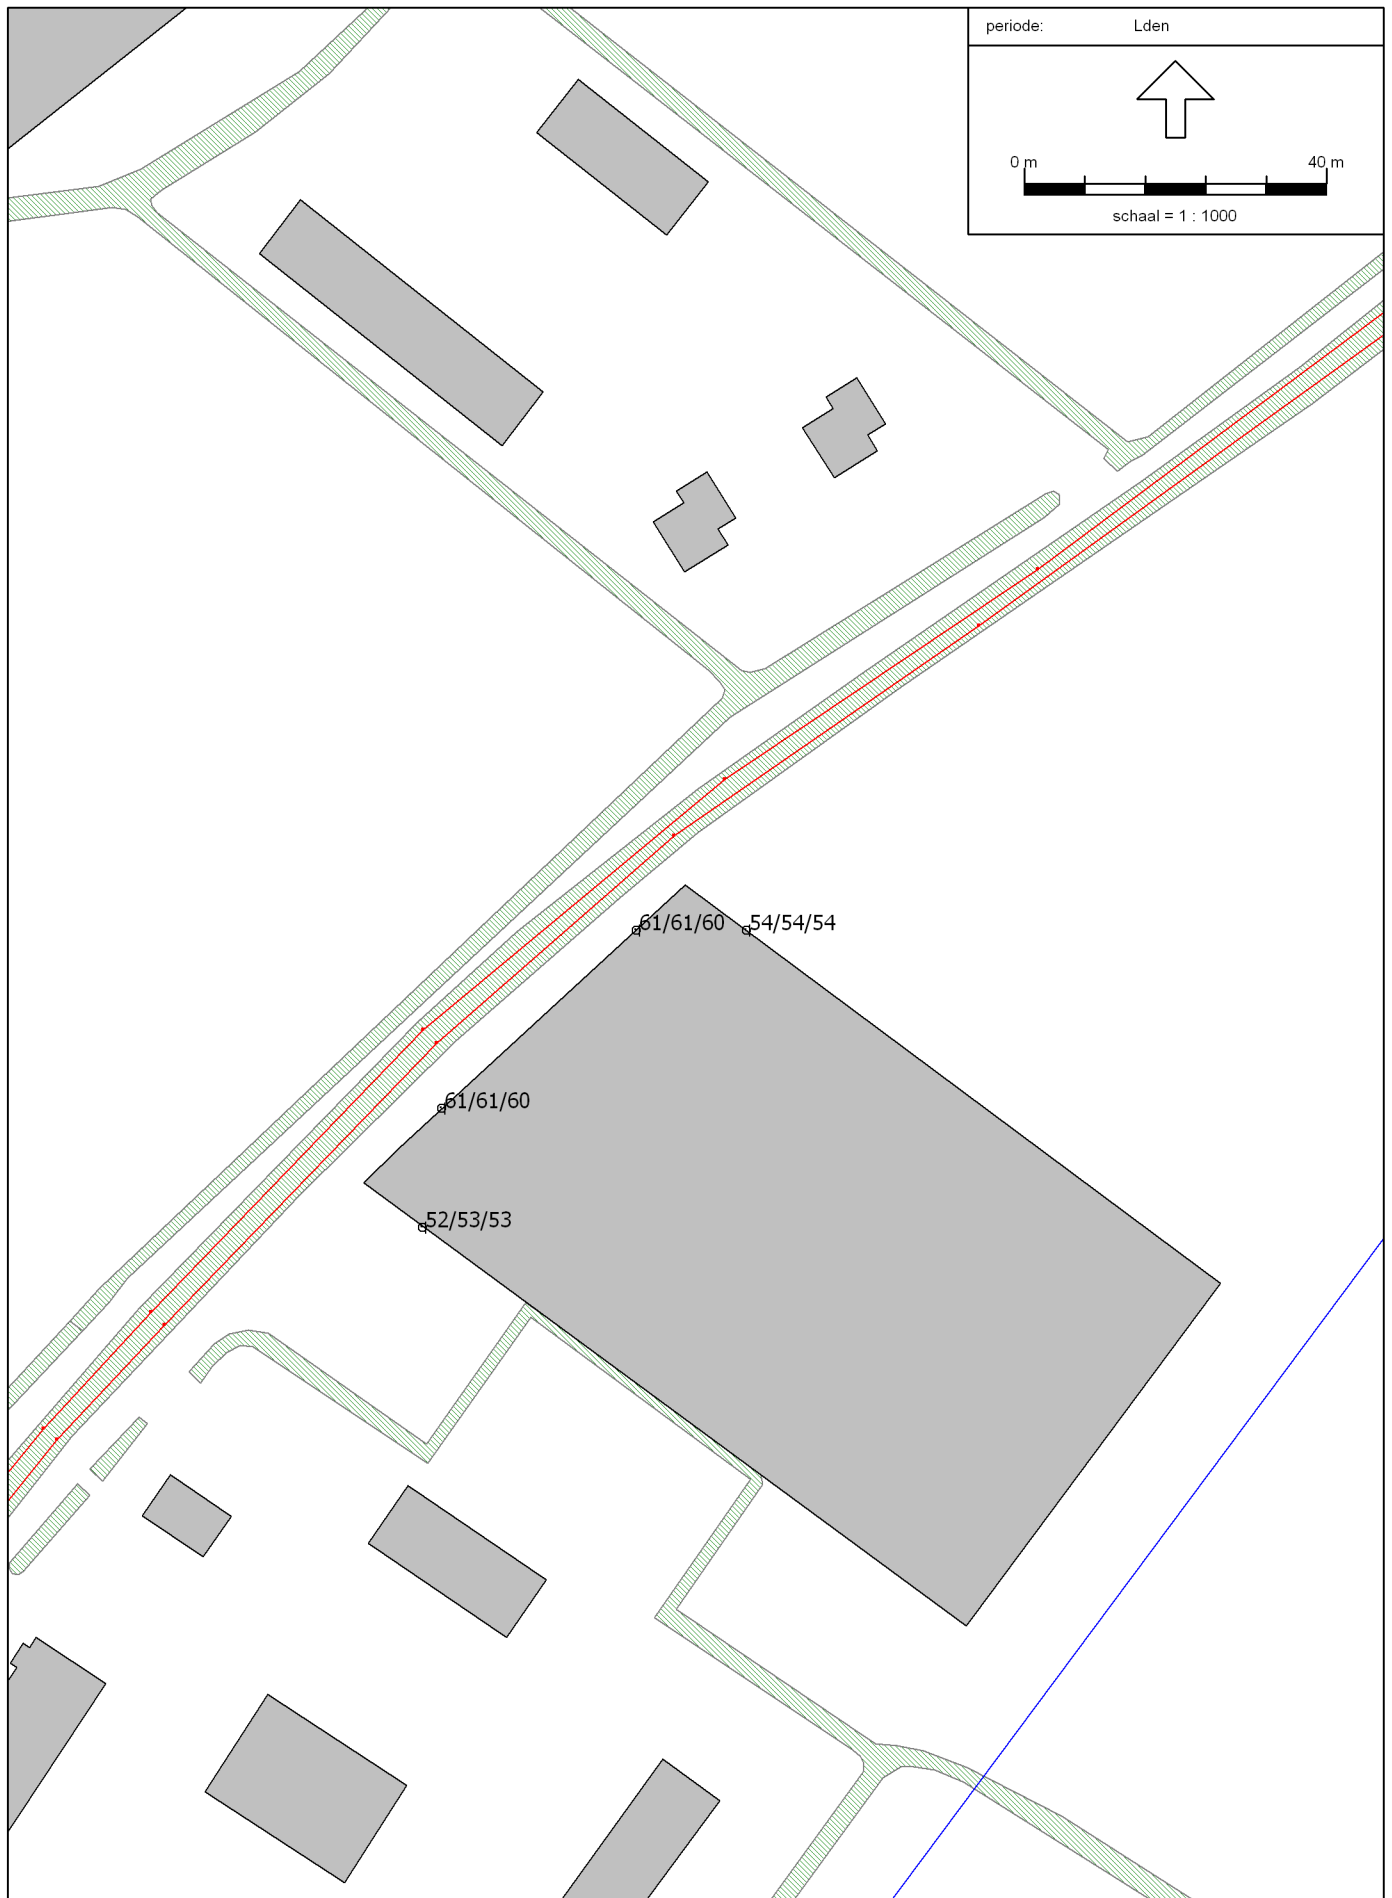 periode: Lden
0 m 40 m
schaal = 1 : 1000
61/61/60 54/54/54
61/61/60
52/53/53